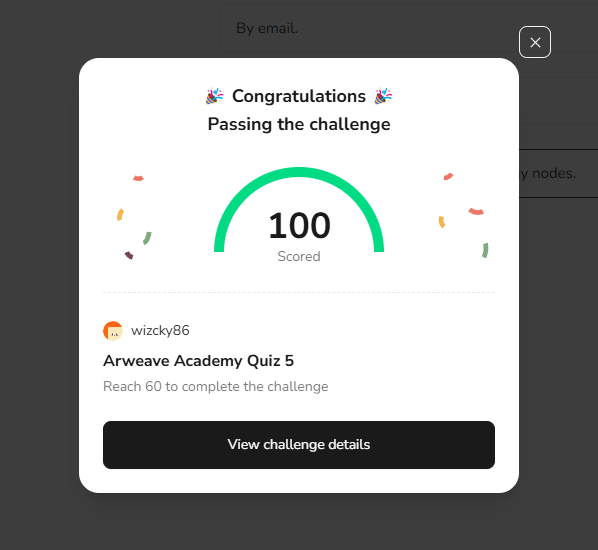 By email.
🎉 Congratulations 🎉
Passing the challenge
y nodes.
100
Scored
wizcky86
Arweave Academy Quiz 5
Reach 60 to complete the challenge
View challenge details